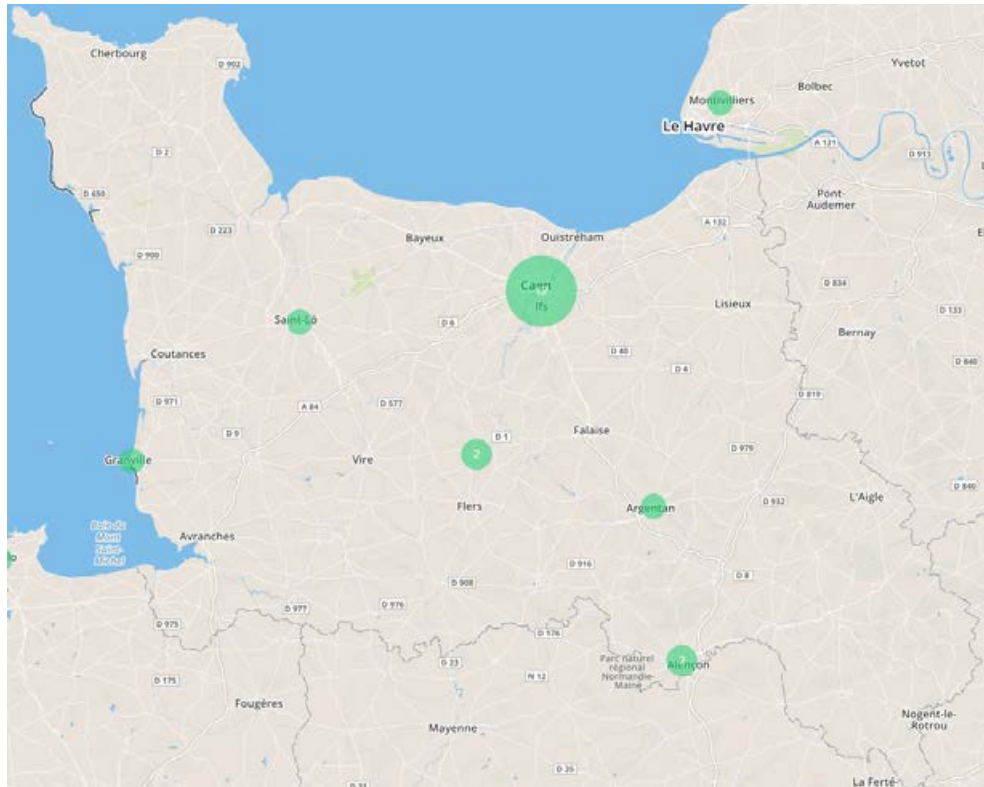 Cherbourg
D 902
Yvetot
Bolbec
Montivilliers
Le Havre
A 131
D 913
D 2
D 650
Pont-
Audemer
A 132
D 223
Bayeux
Ouistreham
D 900
D 834
Caen
Ifs
Lisieux
D 133
Saint-Lô
D 6
Bernay
Coutances
D 40
D 4
D 840
D 819
D 971
A 84
D 577
D 9
D 1
Falaise
D 979
Granville
Vire
2
D 840
Flers
Argentan
D 932
L'Aigle
Baie du
Mont
Saint-
Michel
Avranches
D 916
D 8
D 908
D 976
D 977
D 975
D 176
Parc naturel
régional
Normandie-
Maine
D 23
Alençon
N 12
D 175
Fougères
Nogent-le-
Rotrou
Mayenne
D 35
La Ferté-